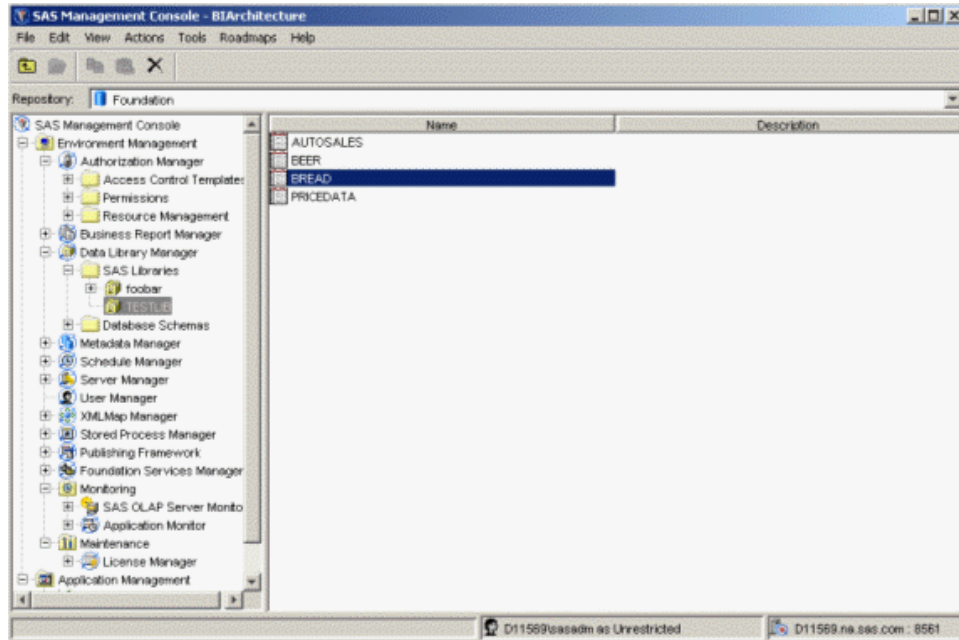 SAS Management Console - BIArchitecture
File Edit View Actions Tools Roadmaps Help
Repository: Foundation
SAS Management Console
Environment Management
Authorization Manager
Access Control Templates
Permissions
Resource Management
Business Report Manager
Data Library Manager
SAS Libraries
foobar
TESTLIB
Database Schemas
Metadata Manager
Schedule Manager
Server Manager
User Manager
XMLMap Manager
Stored Process Manager
Publishing Framework
Foundation Services Manager
Monitoring
SAS OLAP Server Monito
Application Monitor
Maintenance
License Manager
Application Management
Name Description
AUTOSALES
BEER
BREAD
PRICEDATA
D11569\sasadm as Unrestricted D11569.na.sas.com : 8561